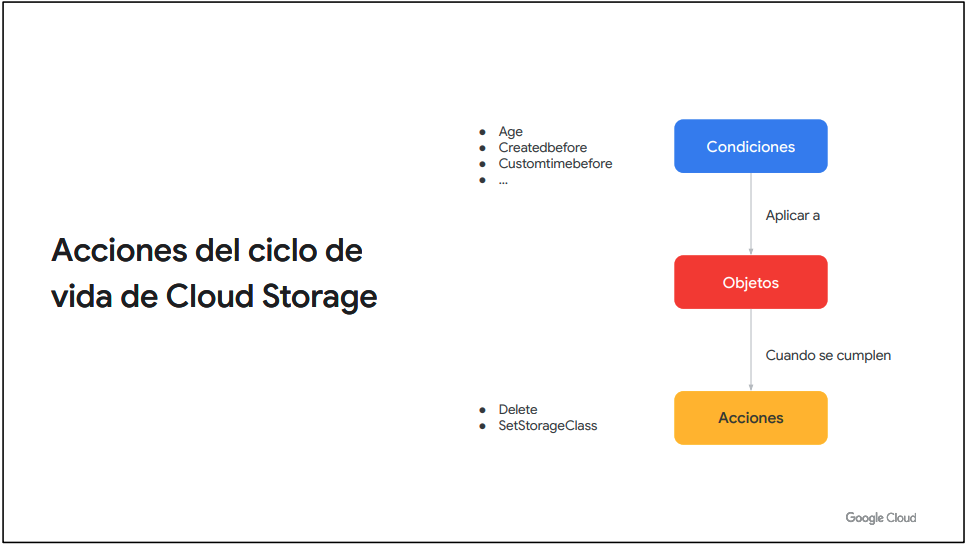 Acciones del ciclo de
vida de Cloud Storage
● Age
● Createdbefore
● Customtimebefore
● ...
Condiciones
Aplicar a
Objetos
Cuando se cumplen
● Delete
● SetStorageClass
Acciones
Google Cloud